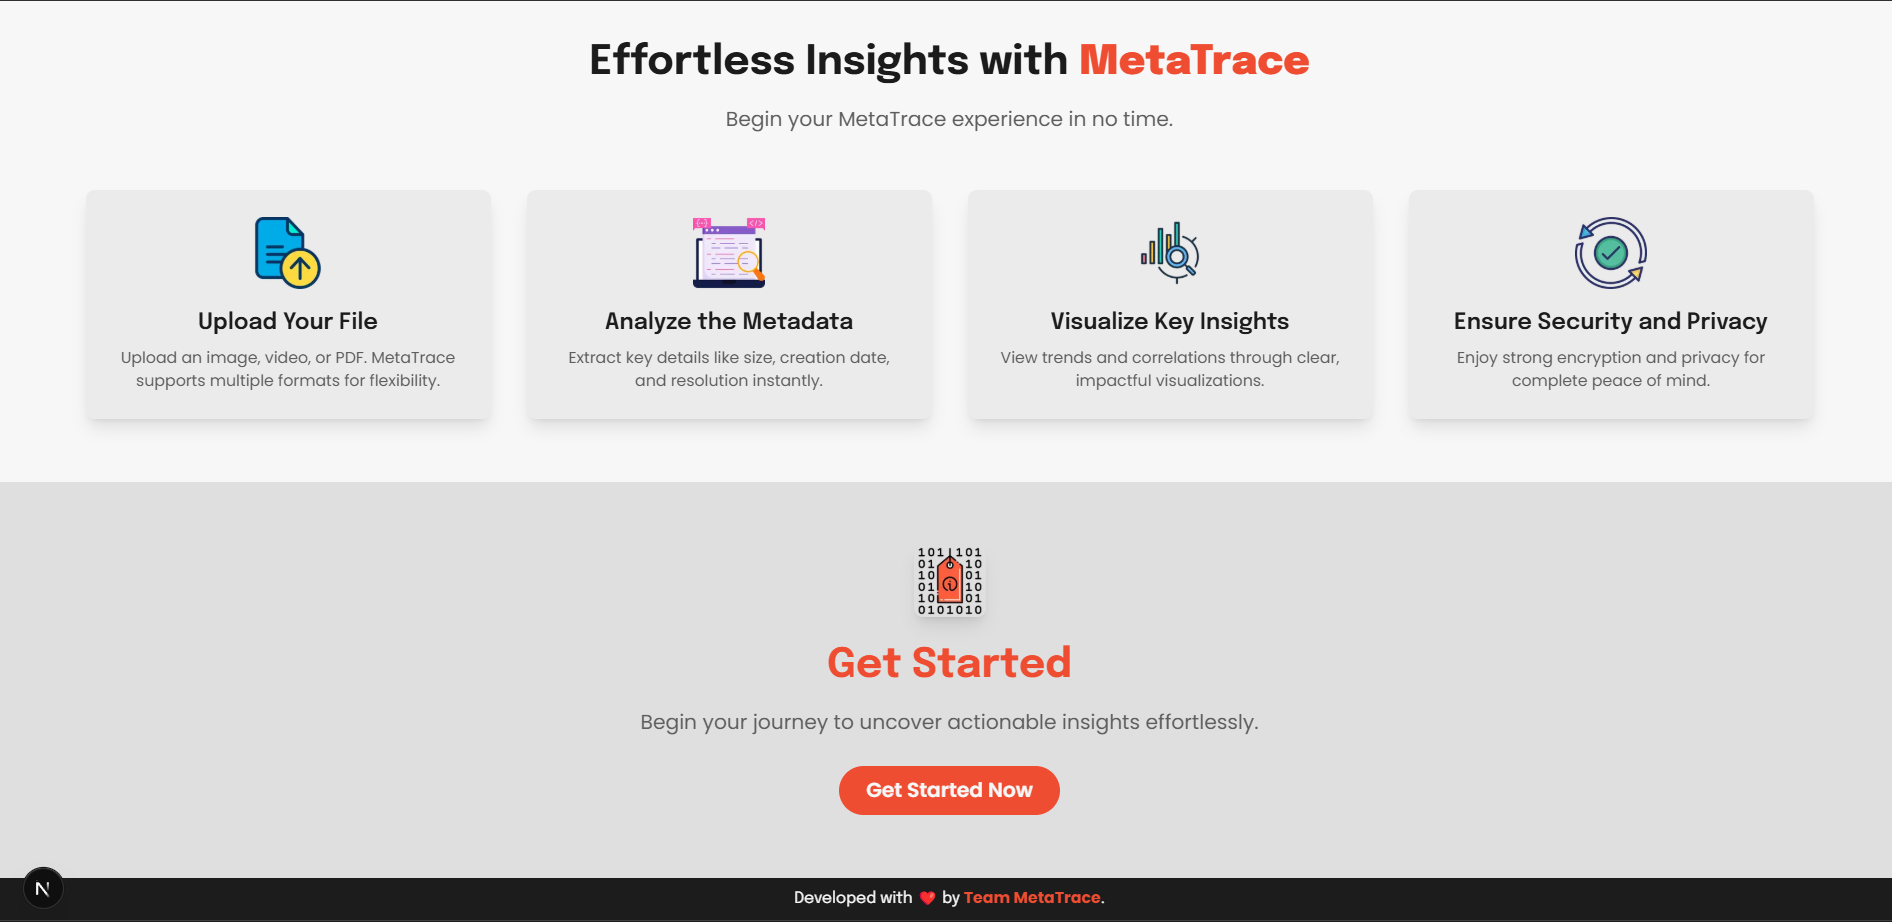 Effortless Insights with MetaTrace
Begin your MetaTrace experience in no time.
Upload Your File
Upload an image, video, or PDF. MetaTrace
supports multiple formats for flexibility.
Analyze the Metadata
Extract key details like size, creation date,
and resolution instantly.
Visualize Key Insights
View trends and correlations through clear,
impactful visualizations.
Ensure Security and Privacy
Enjoy strong encryption and privacy for
complete peace of mind.
101 101
01 10
10 01
01 10
10 01
0101010
Get Started
Begin your journey to uncover actionable insights effortlessly.
Get Started Now
N
Developed with ❤️ by Team MetaTrace.